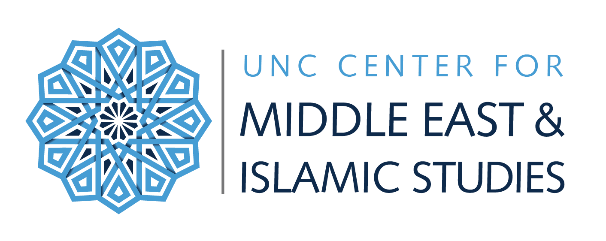 UNC CENTER FOR
MIDDLE EAST &
ISLAMIC STUDIES